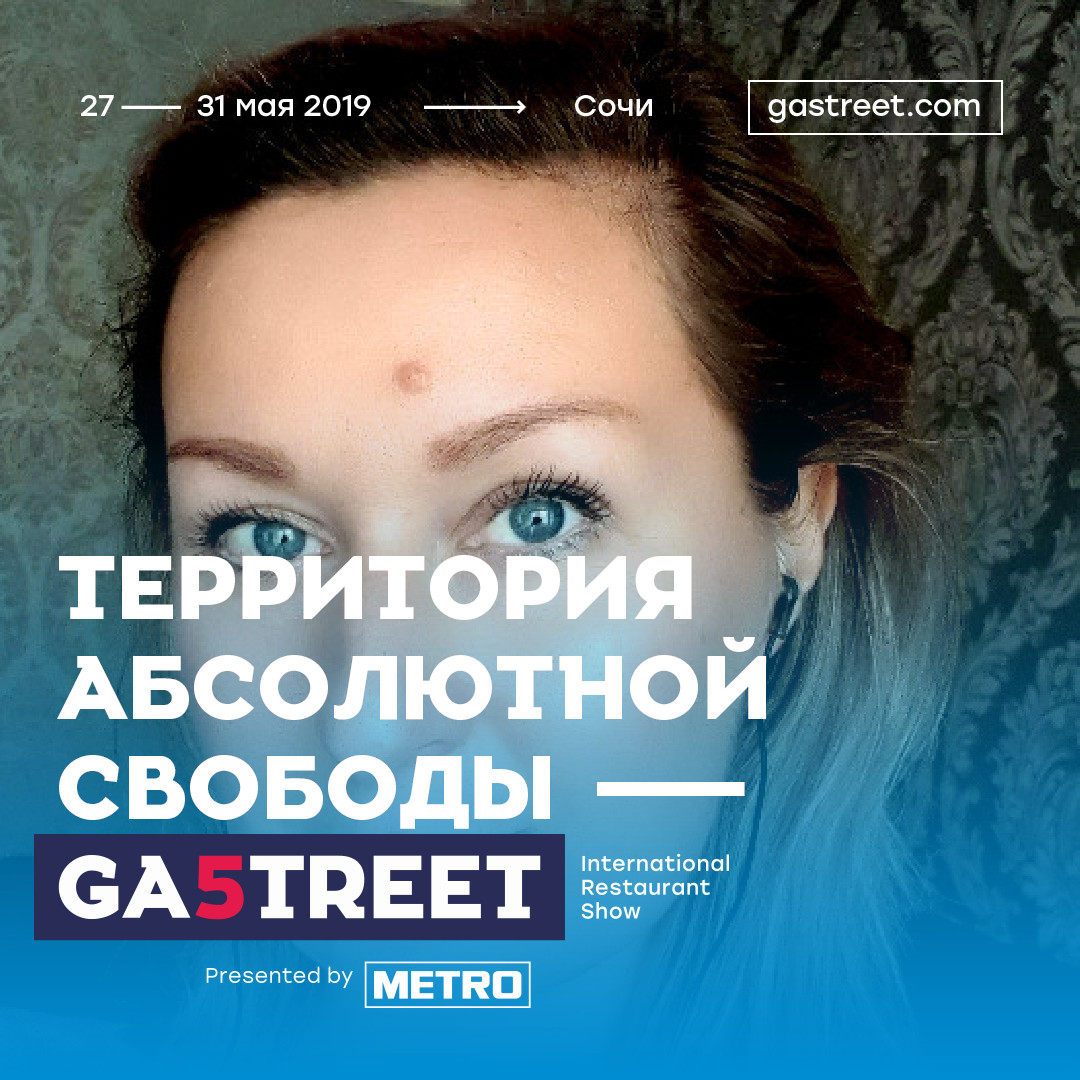 27 — 31 мая 2019 → Сочи gastreet.com
ТЕРРИТОРИЯ
АБСОЛЮТНОЙ
СВОБОДЫ —
GA5TREET
International
Restaurant
Show
Presented by METRO